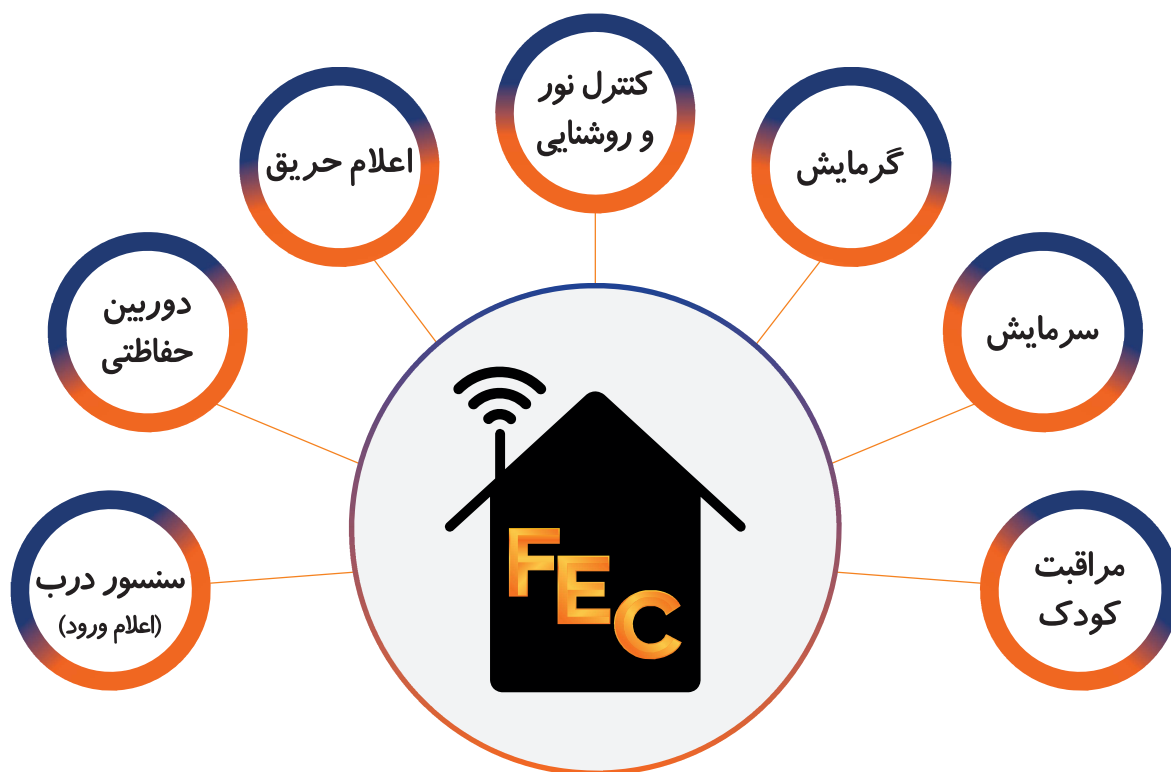 کنترل نور
و روشنایی
گرمایش
اعلام حریق
سرمایش
دوربین
حفاظتی
مراقبت
کودک
سنسور درب
(اعلام ورود)
FEC